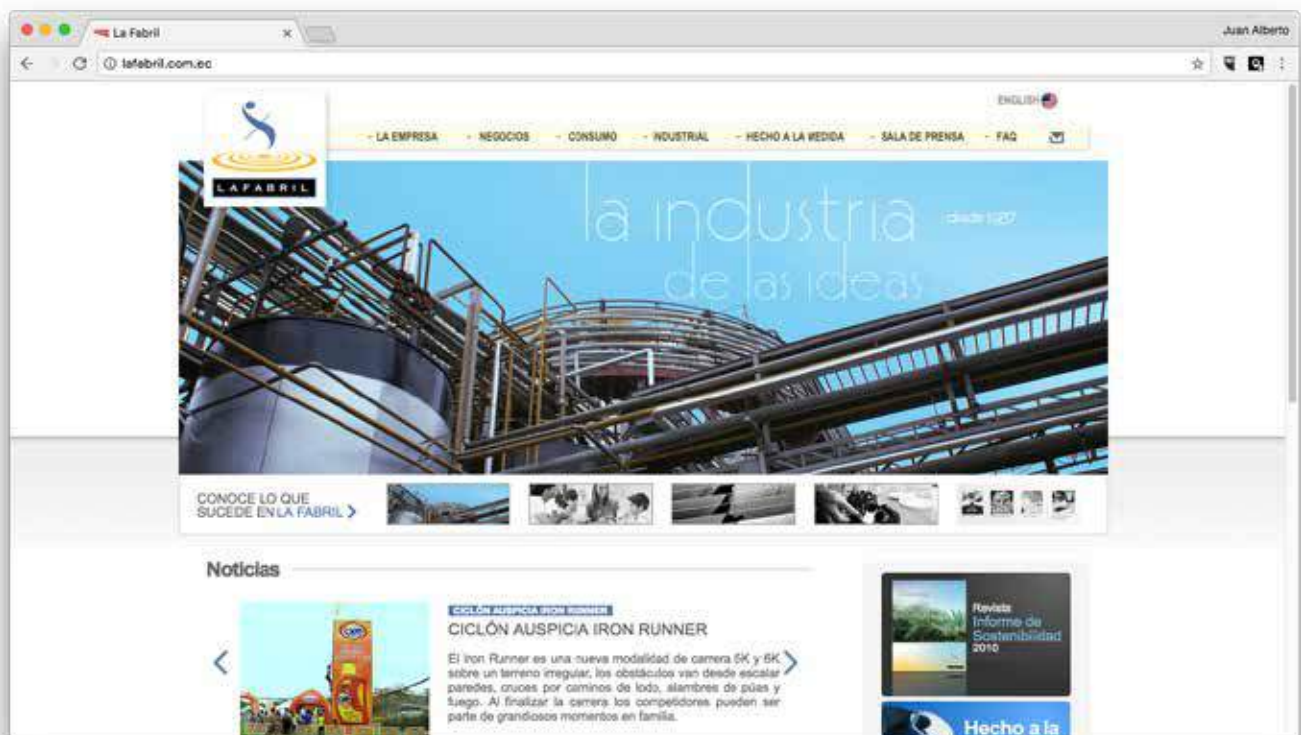 La Fabril
Juan Alberto
lafabril.com.ec
ENGLISH
LAFABRIL
- LA EMPRESA - NEGOCIOS - CONSUMO - INDUSTRIAL - HECHO A LA MEDIDA - SALA DE PRENSA - FAQ
la industria
de las ideas
CONOCE LO QUE
SUCEDE EN LA FABRIL >
Noticias
CICLÓN AUSPICIA IRON RUNNER
CICLÓN AUSPICIA IRON RUNNER
El Iron Runner es una nueva modalidad de carrera 5K y 6K
sobre un terreno irregular, los obstáculos van desde escalar
paredes, cruces por caminos de lodo, alambres de púas y
fuego. Al finalizar la carrera los competidores pueden ser
parte de grandiosos momentos en familia.
Revista
Informe de
Sostenibilidad
2010
Hecho a la